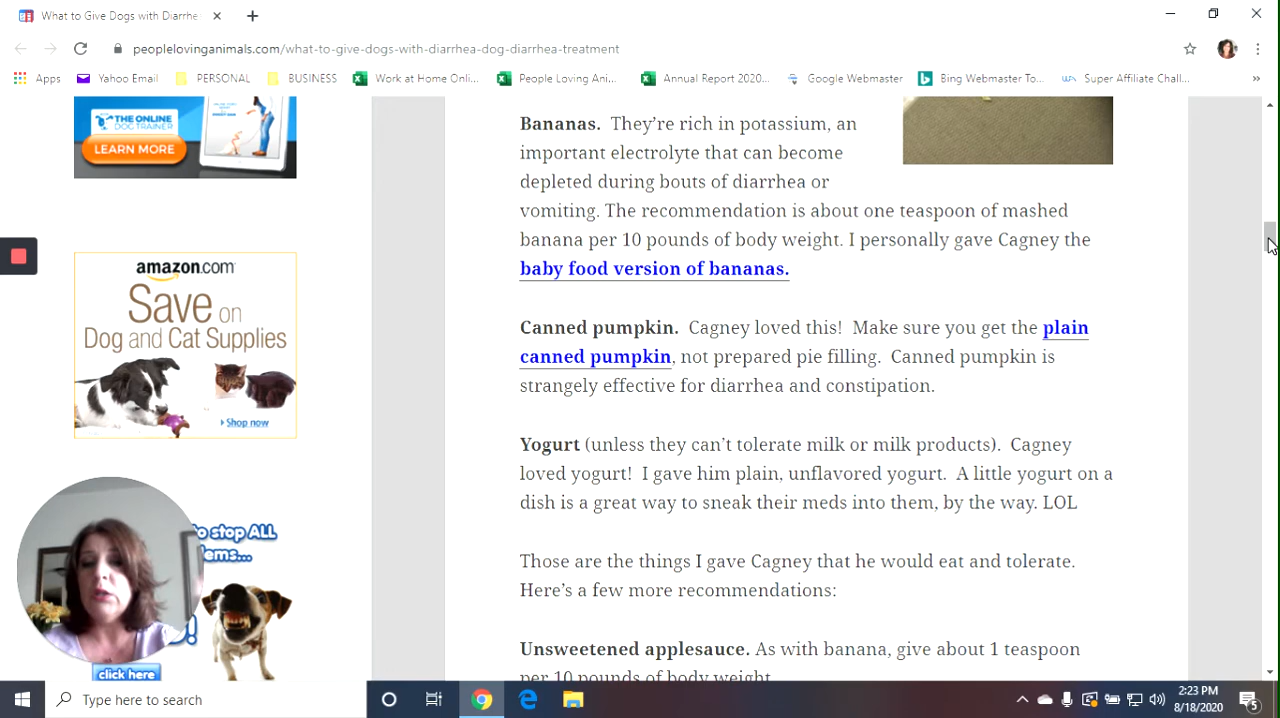 What to Give Dogs with Diarrhe
peoplelovinganimals.com/what-to-give-dogs-with-diarrhea-dog-diarrhea-treatment
Apps Yahoo Email PERSONAL BUSINESS Work at Home Onli... People Loving Ani... Annual Report 2020... Google Webmaster Bing Webmaster To... Super Affiliate Chall... »
THE ONLINE
DOG TRAINER
LEARN MORE
amazon.com
Save on
Dog and Cat Supplies
Shop now
to stop ALL
click here
Bananas. They're rich in potassium, an
important electrolyte that can become
depleted during bouts of diarrhea or
vomiting. The recommendation is about one teaspoon of mashed
banana per 10 pounds of body weight. I personally gave Cagney the
baby food version of bananas.
Canned pumpkin. Cagney loved this! Make sure you get the plain
canned pumpkin, not prepared pie filling. Canned pumpkin is
strangely effective for diarrhea and constipation.
Yogurt (unless they can't tolerate milk or milk products). Cagney
loved yogurt! I gave him plain, unflavored yogurt. A little yogurt on a
dish is a great way to sneak their meds into them, by the way. LOL
Those are the things I gave Cagney that he would eat and tolerate.
Here's a few more recommendations:
Unsweetened applesauce. As with banana, give about 1 teaspoon
per 10 pounds of body weight.
Type here to search
2:23 PM
8/18/2020
5